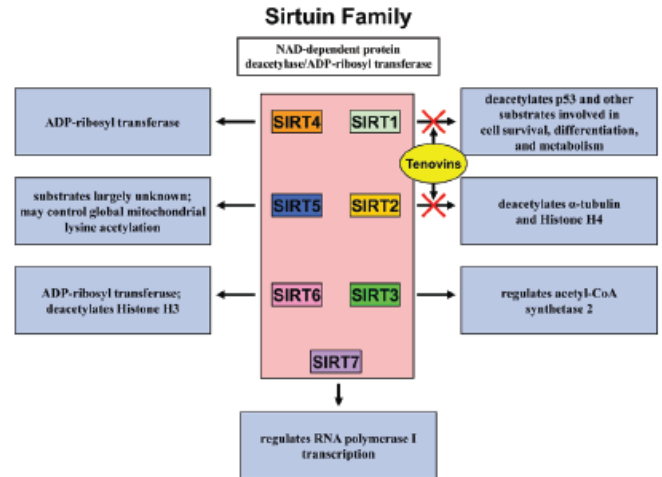 Sirtuin Family
NAD-dependent protein
deacetylase/ADP-ribosyl transferase
ADP-ribosyl transferase
SIRT4
SIRT1
deacetylates p53 and other
substrates involved in
cell survival, differentiation,
and metabolism
Tenovins
substrates largely unknown;
may control global mitochondrial
lysine acetylation
SIRT5
SIRT2
deacetylates α-tubulin
and Histone H4
ADP-ribosyl transferase;
deacetylates Histone H3
SIRT6
SIRT3
regulates acetyl-CoA
synthetase 2
SIRT7
regulates RNA polymerase I
transcription